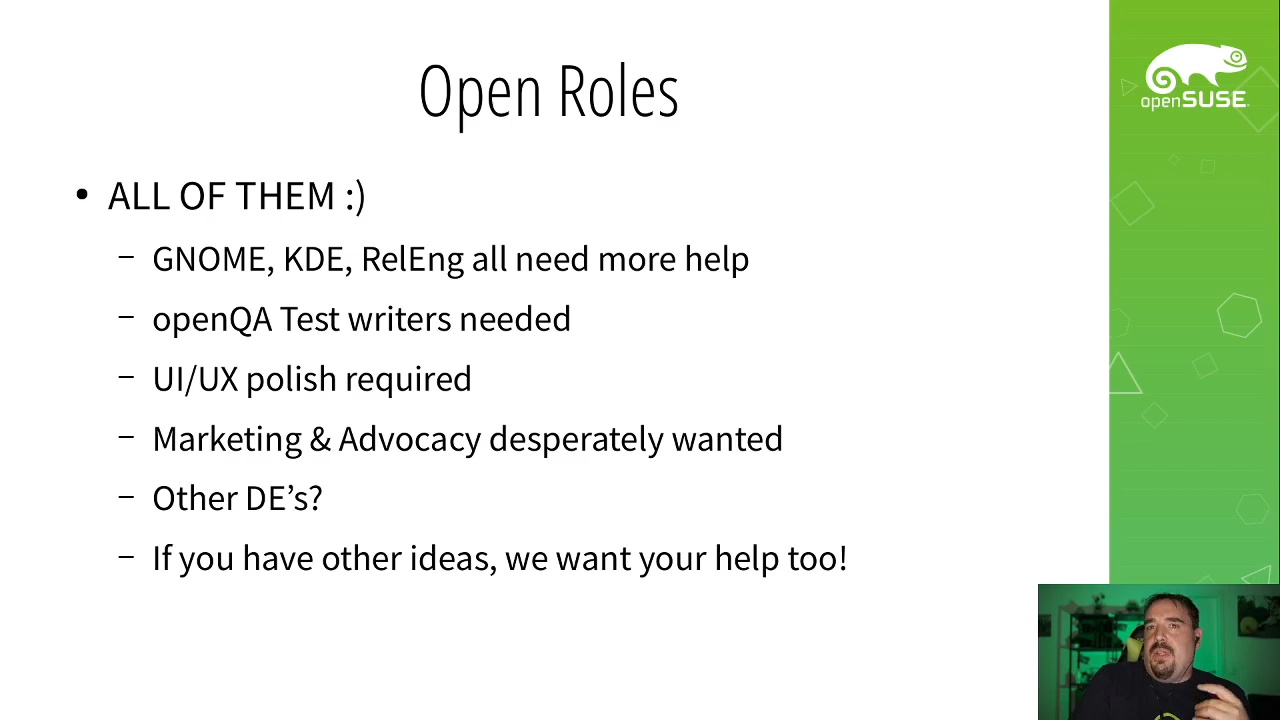 Open Roles
openSUSE
• ALL OF THEM :)
– GNOME, KDE, RelEng all need more help
– openQA Test writers needed
– UI/UX polish required
– Marketing & Advocacy desperately wanted
– Other DE’s?
– If you have other ideas, we want your help too!